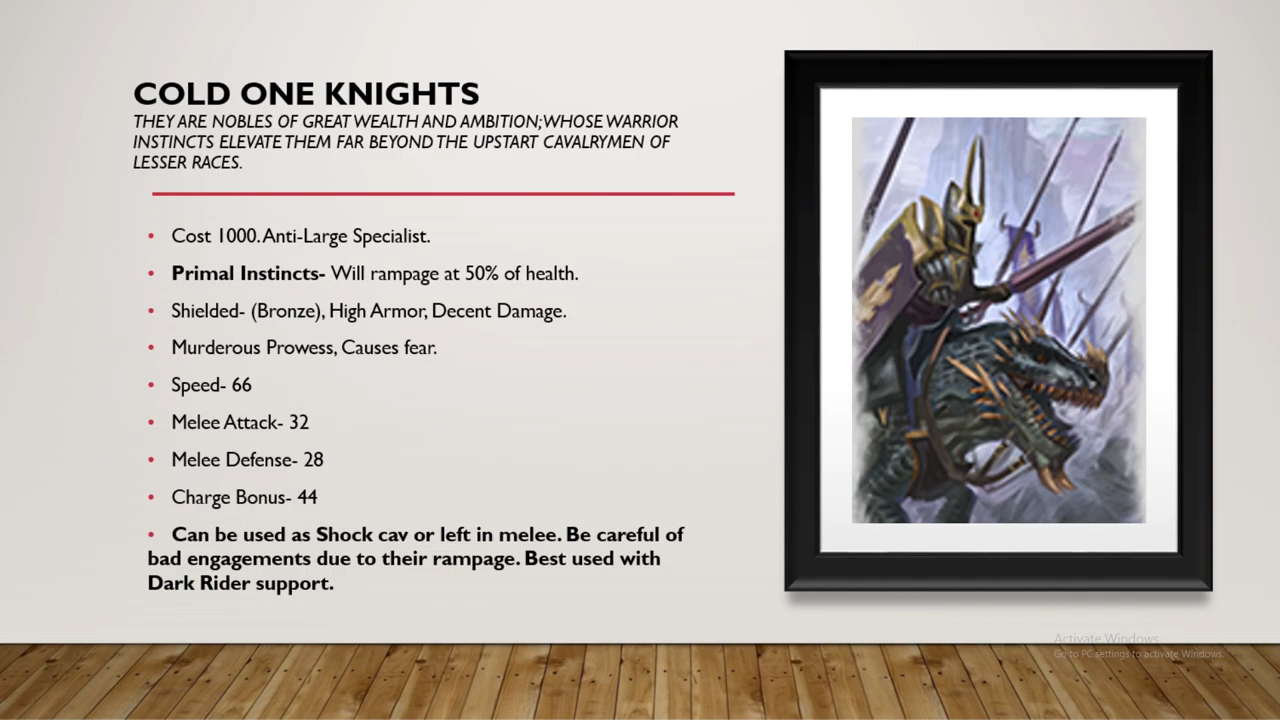 COLD ONE KNIGHTS
THEY ARE NOBLES OF GREAT WEALTH AND AMBITION; WHOSE WARRIOR
INSTINCTS ELEVATE THEM FAR BEYOND THE UPSTART CAVALRYMEN OF
LESSER RACES.
• Cost 1000. Anti-Large Specialist.
• Primal Instincts- Will rampage at 50% of health.
• Shielded- (Bronze), High Armor, Decent Damage.
• Murderous Prowess, Causes fear.
• Speed- 66
• Melee Attack- 32
• Melee Defense- 28
• Charge Bonus- 44
• Can be used as Shock cav or left in melee. Be careful of
bad engagements due to their rampage. Best used with
Dark Rider support.
Activate Windows
Go to PC settings to activate Windows.